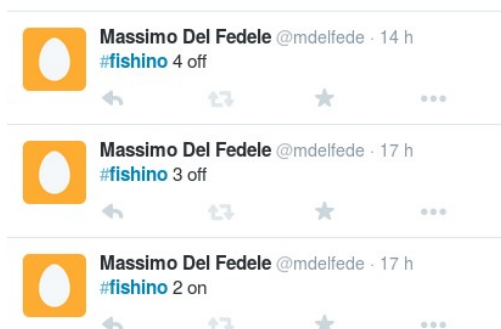 Massimo Del Fedele @mdelfede · 14 h
#fishino 4 off
Massimo Del Fedele @mdelfede · 17 h
#fishino 3 off
Massimo Del Fedele @mdelfede · 17 h
#fishino 2 on